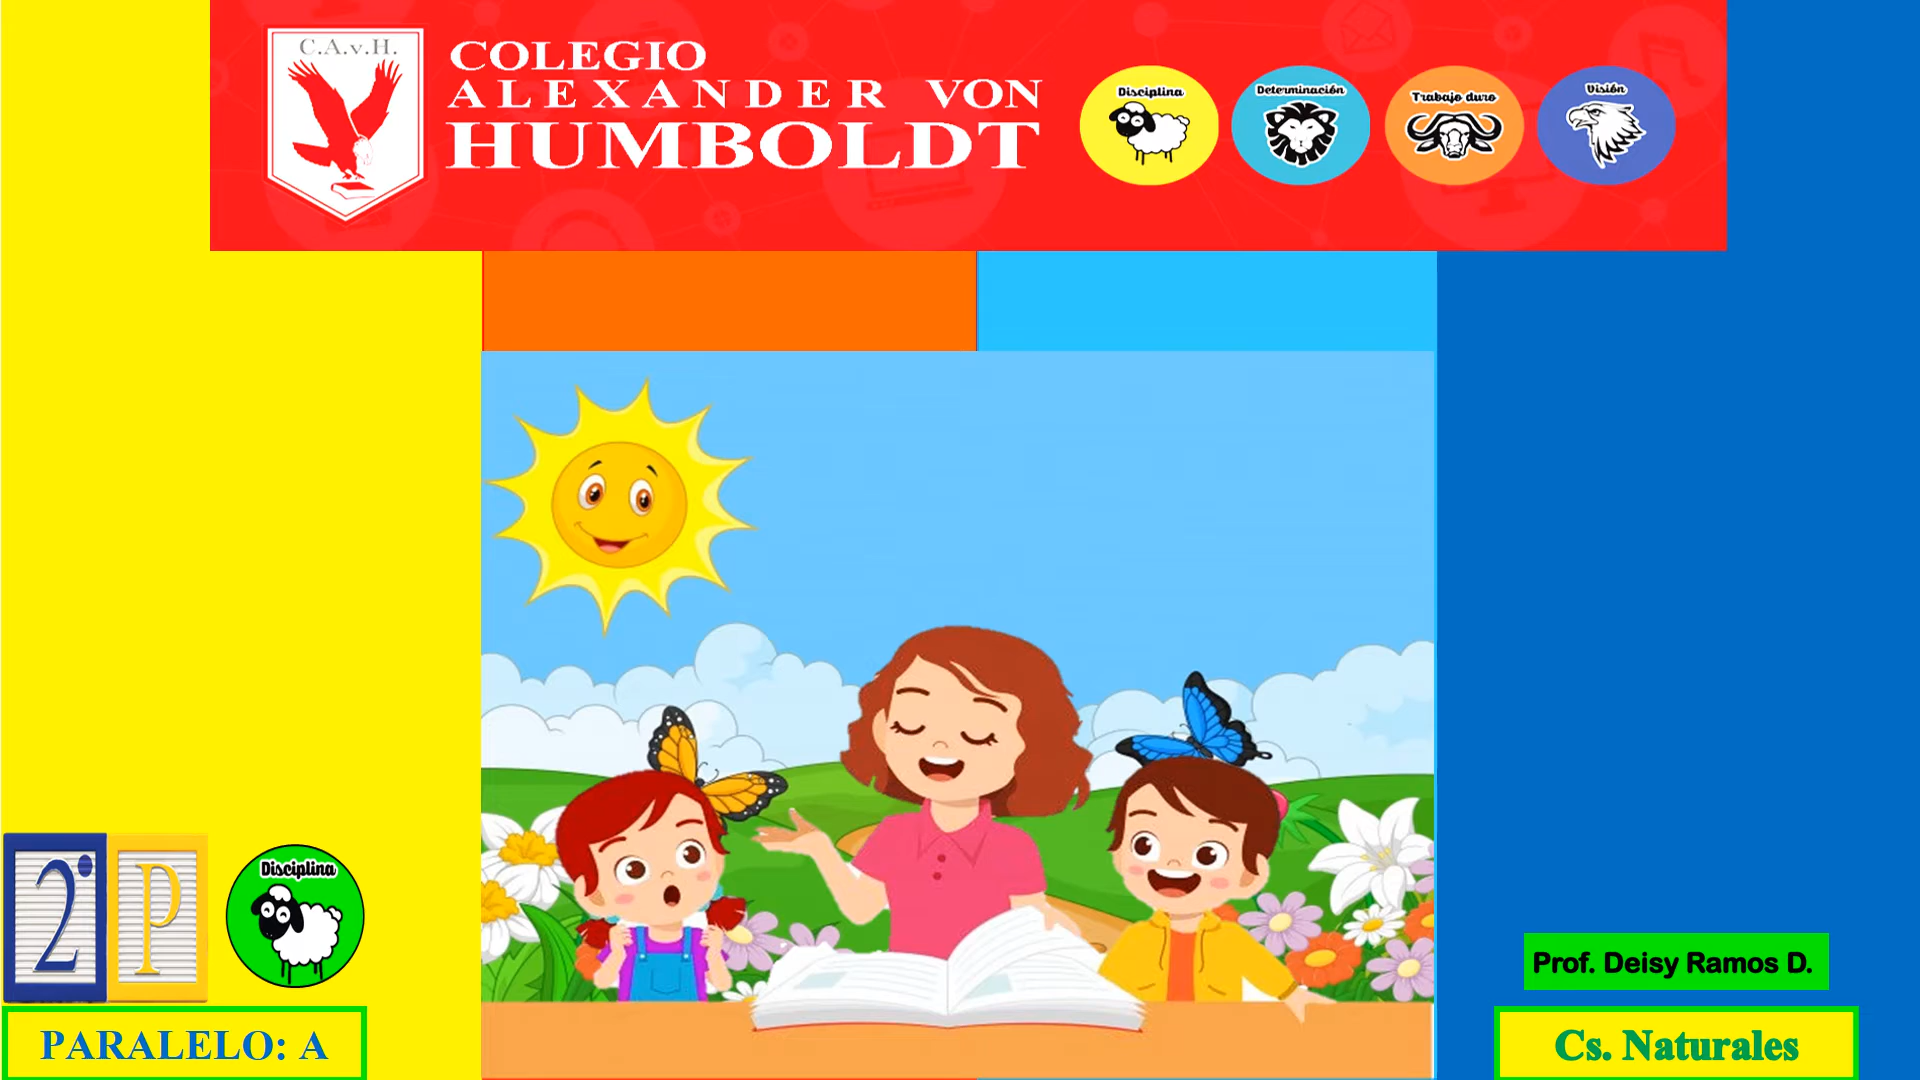 C.A.v.H.
COLEGIO
ALEXANDER VON
HUMBOLDT
Disciplina
Determinación
Trabajo duro
Visión
2° P
Disciplina
PARALELO: A
Prof. Deisy Ramos D.
Cs. Naturales